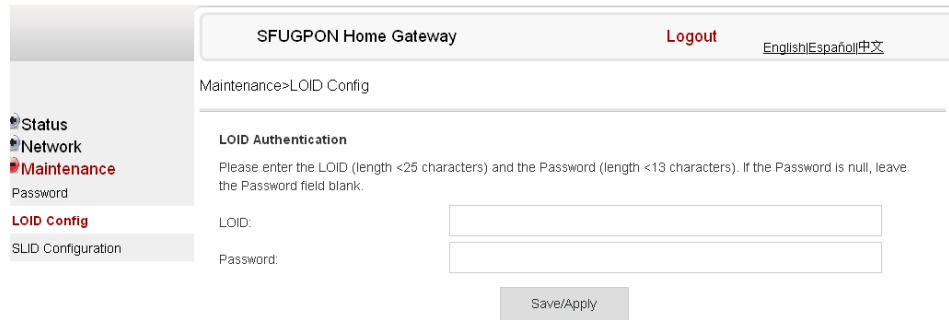 SFUGPON Home Gateway
Logout
English|Español|中文
Maintenance>LOID Config
Status
Network
Maintenance
Password
LOID Config
SLID Configuration
LOID Authentication
Please enter the LOID (length <25 characters) and the Password (length <13 characters). If the Password is null, leave
the Password field blank.
LOID:
Password:
Save/Apply